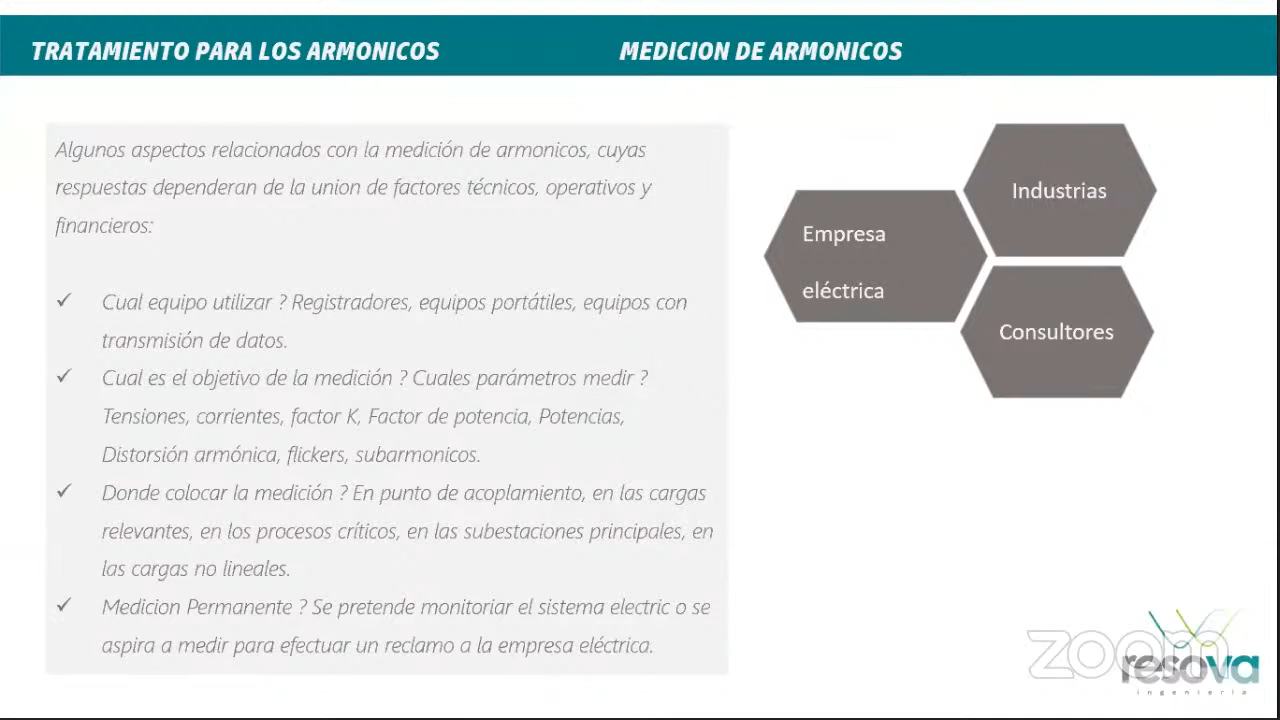 TRATAMIENTO PARA LOS ARMONICOS
MEDICION DE ARMONICOS
Algunos aspectos relacionados con la medición de armonicos, cuyas
respuestas dependeran de la union de factores técnicos, operativos y
financieros:
✓ Cual equipo utilizar ? Registradores, equipos portátiles, equipos con
transmisión de datos.
✓ Cual es el objetivo de la medición ? Cuales parámetros medir ?
Tensiones, corrientes, factor K, Factor de potencia, Potencias,
Distorsión armónica, flickers, subarmonicos.
✓ Donde colocar la medición ? En punto de acoplamiento, en las cargas
relevantes, en los procesos críticos, en las subestaciones principales, en
las cargas no lineales.
✓ Medicion Permanente ? Se pretende monitoriar el sistema electric o se
aspira a medir para efectuar un reclamo a la empresa eléctrica.
Empresa
eléctrica
Industrias
Consultores
zoom
resova
ingeniería